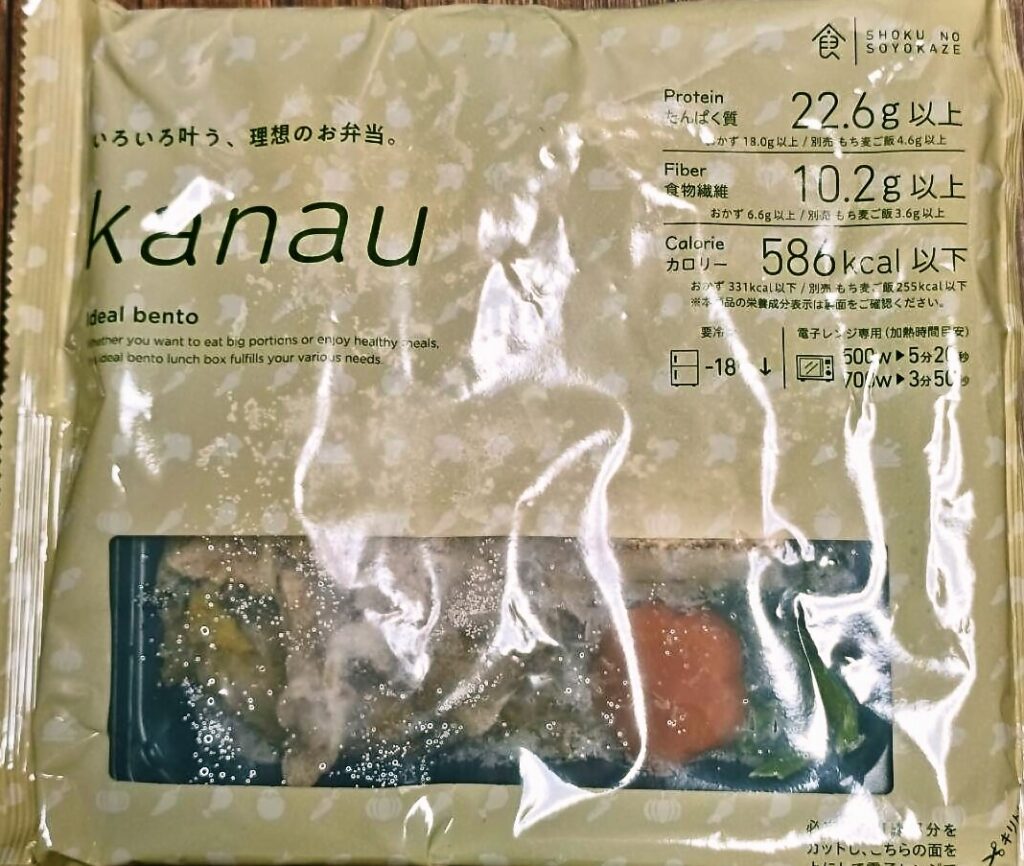 食 SHOKU NO
SOYOKAZE
いろいろ叶う、理想のお弁当。
kanau
ideal bento
whether you want to eat big portions or enjoy healthy meals,
ideal bento lunch box fulfills your various needs
Protein
たんぱく質 22.6g以上
おかず 18.0g以上 / 別売 もち麦ご飯 4.6g以上
Fiber
食物繊維 10.2g以上
おかず 6.6g以上 / 別売 もち麦ご飯 3.6g以上
Calorie
カロリー 586kcal 以下
おかず 331kcal以下 / 別売 もち麦ご飯 255kcal以下
※本商品の栄養成分表示は裏面をご確認ください。
要冷 -18 ↓
電子レンジ専用 (加熱時間目安)
500W▶5分20秒
700W▶3分50秒
分を
カットし、こちらの面を
キリト